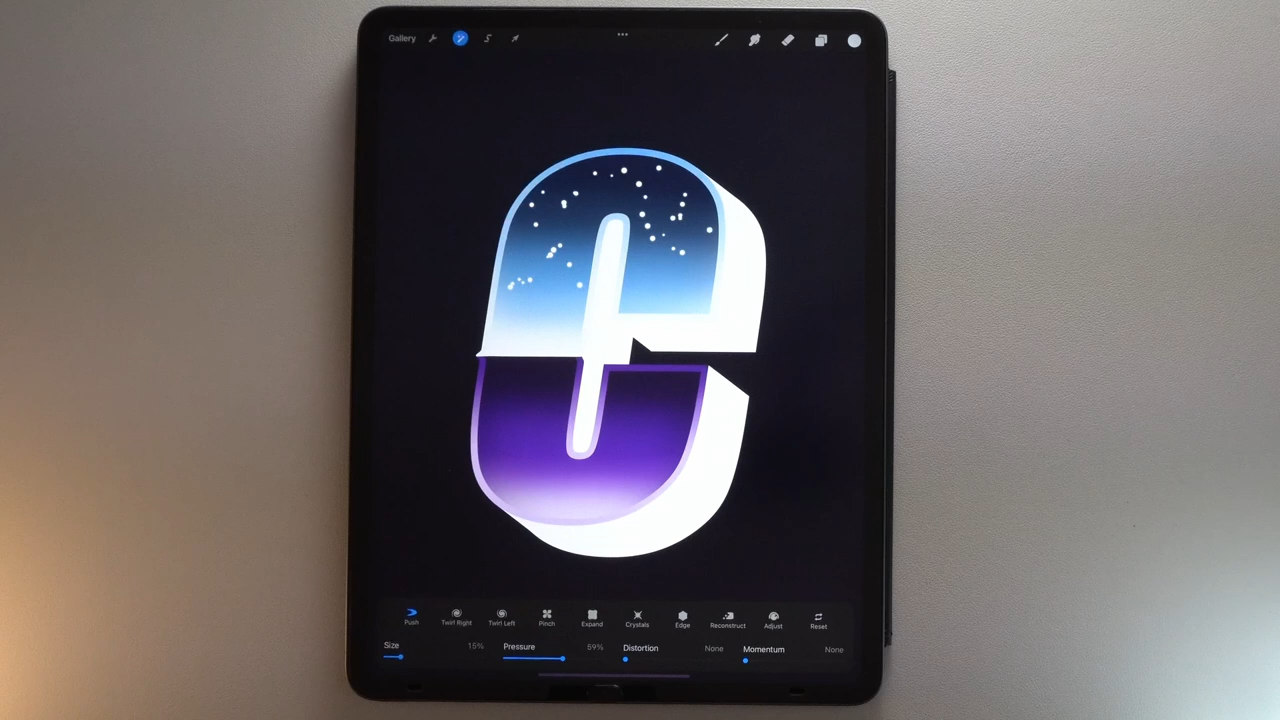 Gallery
C
Push Twirl Right Twirl Left Pinch Expand Crystals Edge Reconstruct Adjust Reset
Size 15% Pressure 59% Distortion None Momentum None